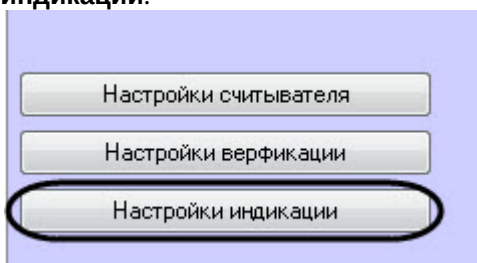 индикации.
Настройки считывателя
Настройки верфикации
Настройки индикации